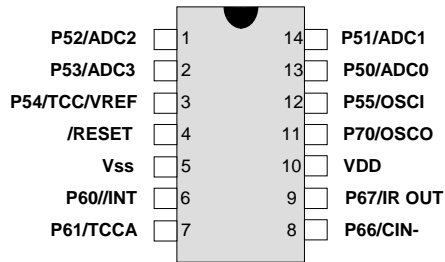 P52/ADC2 1 14 P51/ADC1
P53/ADC3 2 13 P50/ADC0
P54/TCC/VREF 3 12 P55/OSCI
/RESET 4 11 P70/OSCO
Vss 5 10 VDD
P60//INT 6 9 P67/IR OUT
P61/TCCA 7 8 P66/CIN-